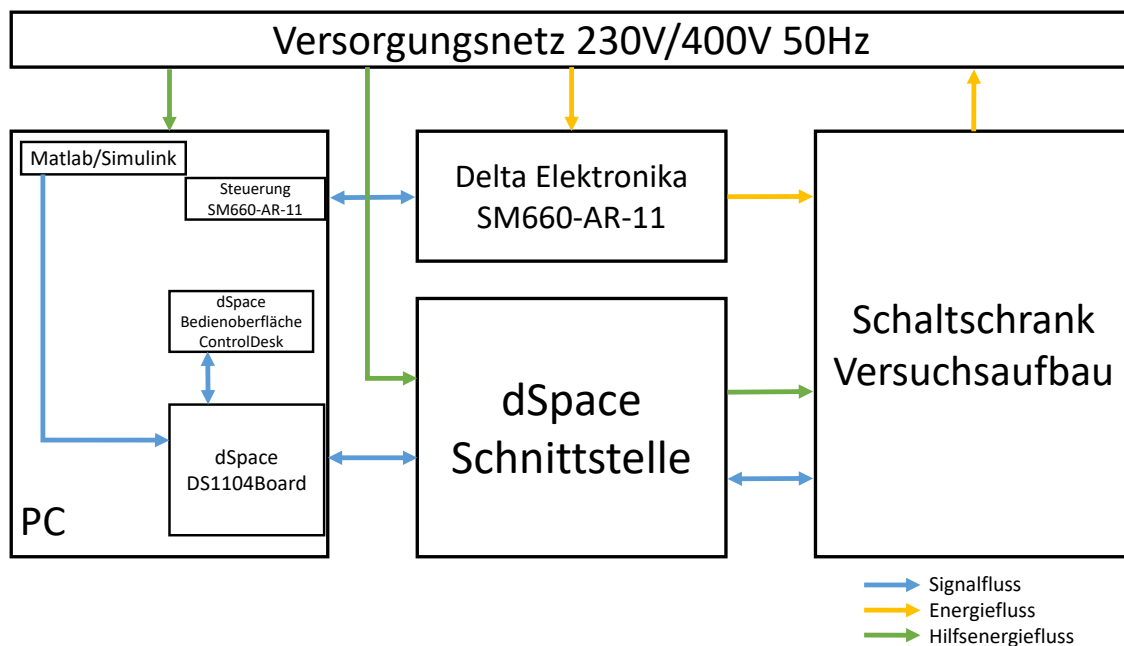 Versorgungsnetz 230V/400V 50Hz
Matlab/Simulink
Steuerung
SM660-AR-11
Delta Elektronika
SM660-AR-11
dSpace
Bedienoberfläche
ControlDesk
dSpace
DS1104Board
PC
dSpace
Schnittstelle
Schaltschrank
Versuchsaufbau
Signalfluss
Energiefluss
Hilfsenergiefluss